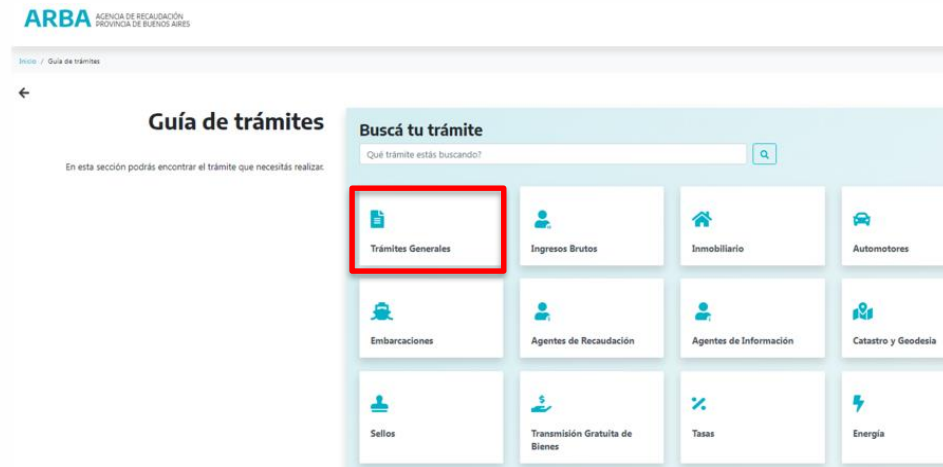 ARBA AGENCIA DE RECAUDACIÓN
PROVINCIA DE BUENOS AIRES
Inicio / Guía de trámites
Guía de trámites
En esta sección podrás encontrar el trámite que necesitás realizar.
Buscá tu trámite
Qué trámite estás buscando?
Trámites Generales
Ingresos Brutos
Inmobiliario
Automotores
Embarcaciones
Agentes de Recaudación
Agentes de Información
Catastro y Geodesia
Sellos
Transmisión Gratuita de
Bienes
Tasas
Energía